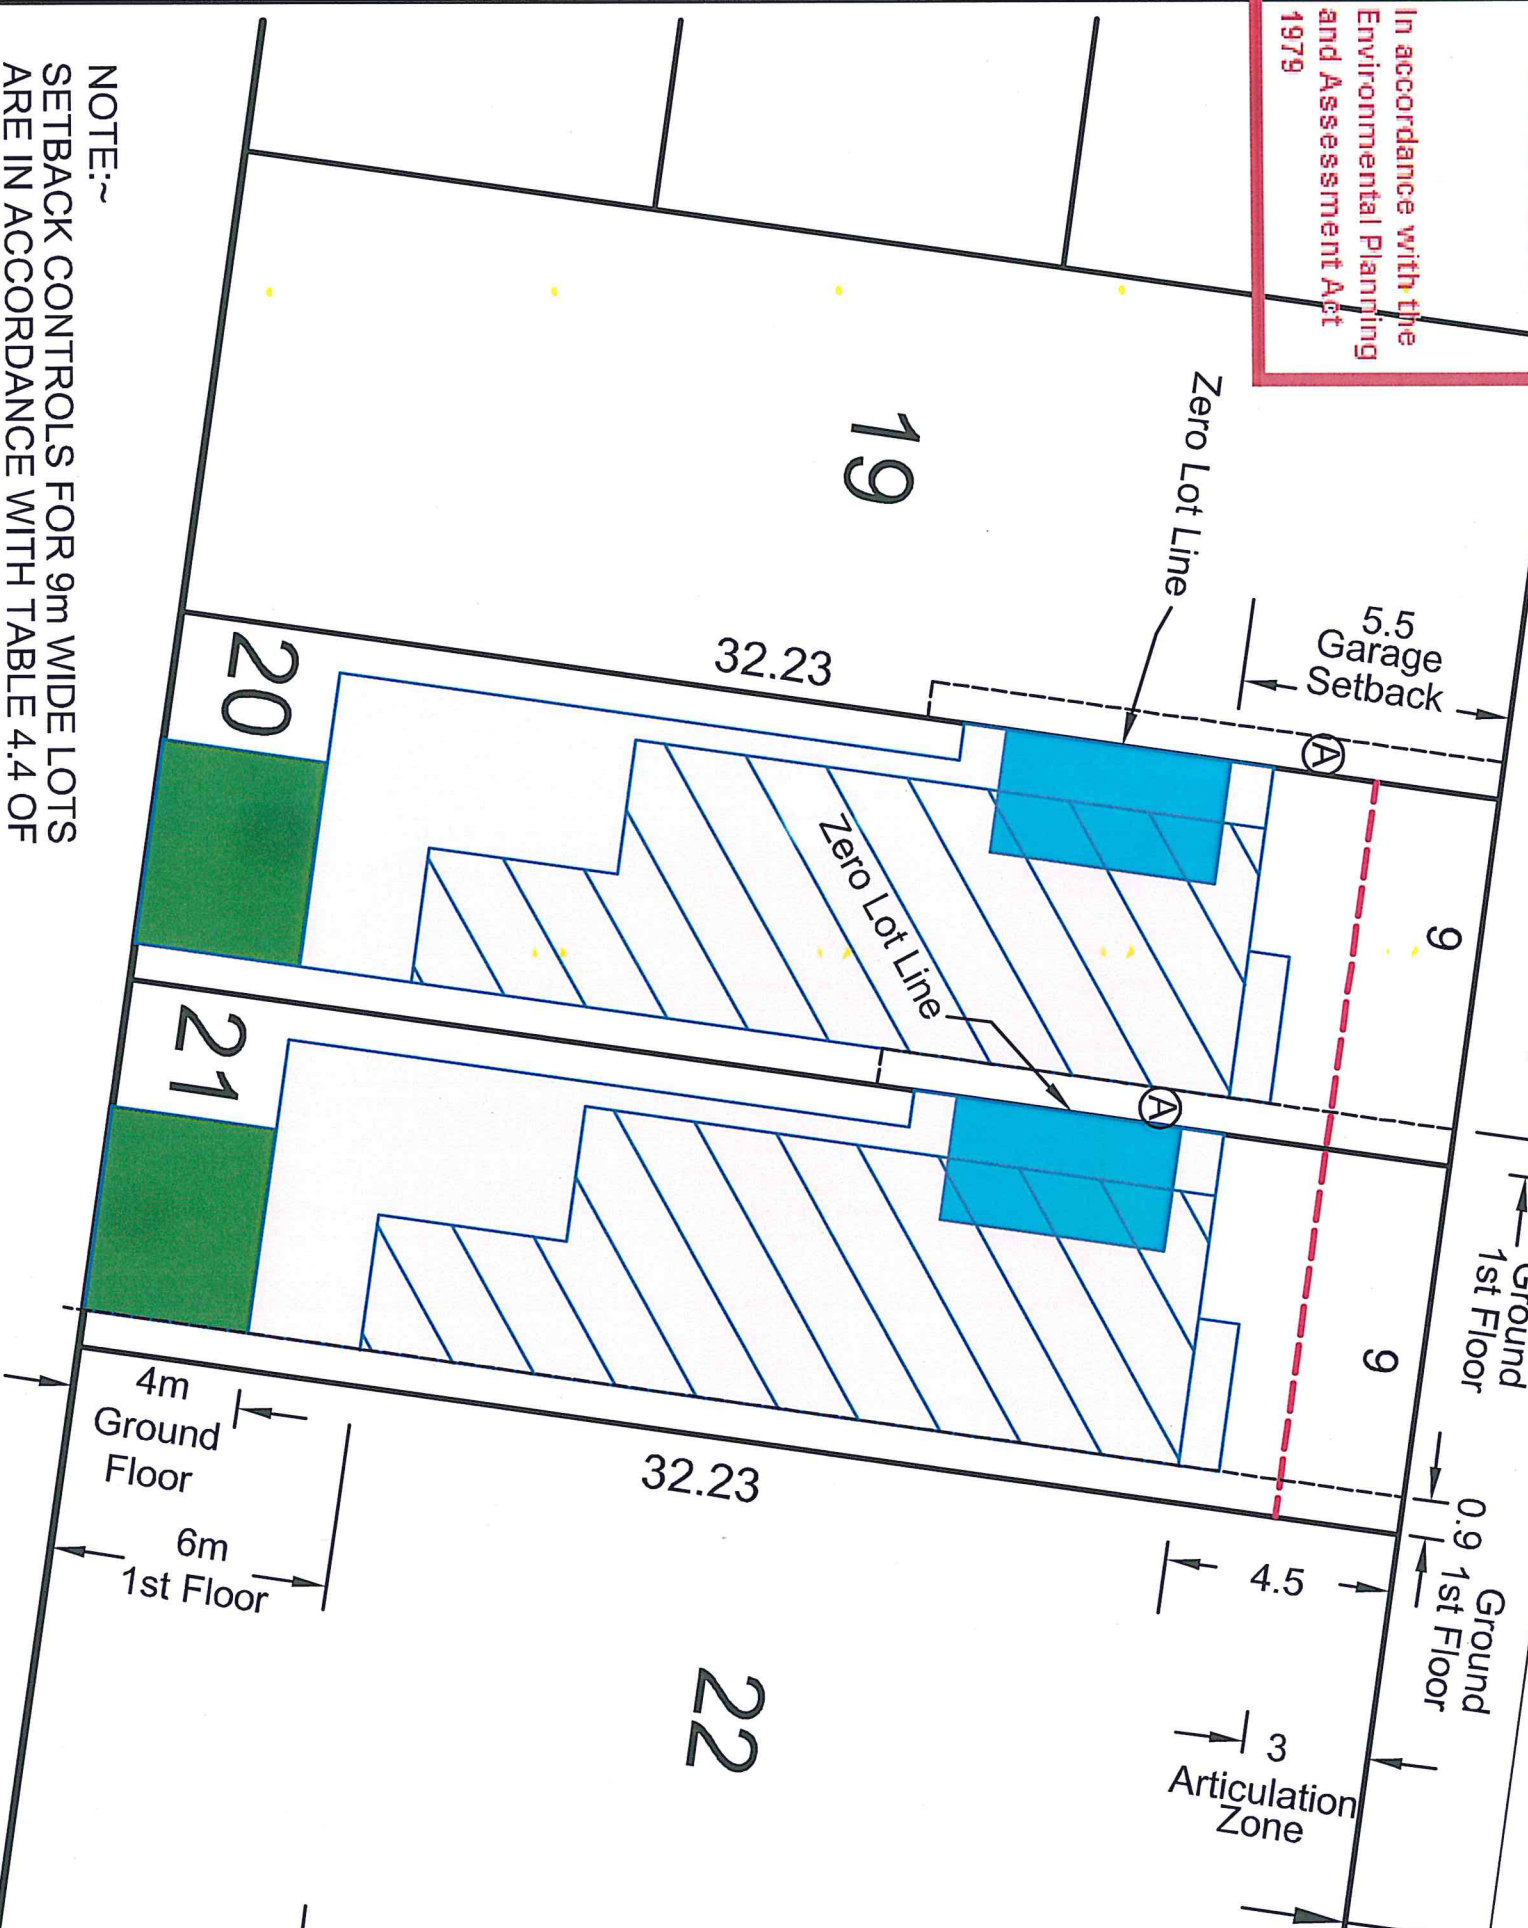 In accordance with the
Environmental Planning
and Assessment Act
1979
Zero Lot Line
19
5.5
Garage
Setback
32.23
A
20
9
Zero Lot Line
A
21
9
Ground
1st Floor
0.9
Ground
1st Floor
4m
Ground
Floor
6m
1st Floor
32.23
4.5
22
3
Articulation
Zone
NOTE:~
SETBACK CONTROLS FOR 9m WIDE LOTS
ARE IN ACCORDANCE WITH TABLE 4.4 OF